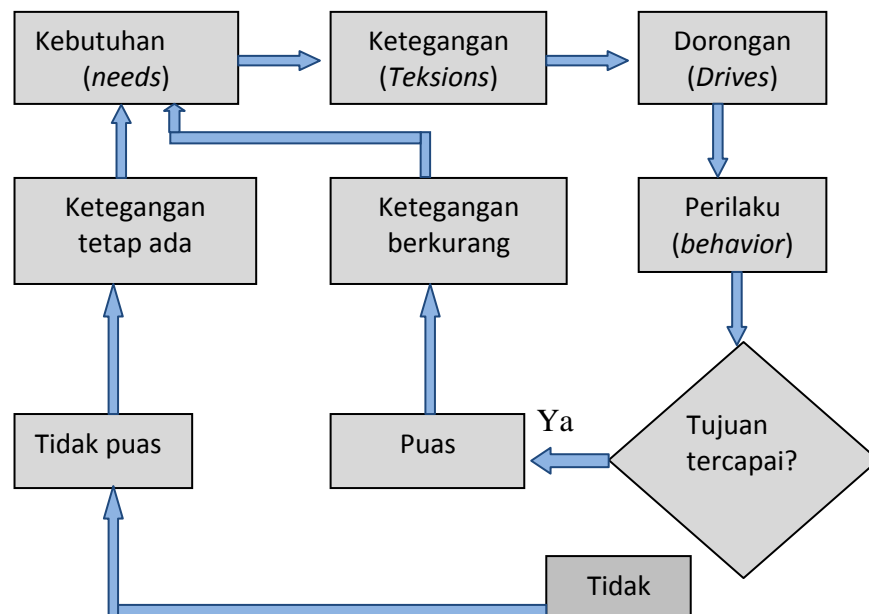 Kebutuhan
(needs)
Ketegangan
(Teksions)
Dorongan
(Drives)
Ketegangan
tetap ada
Ketegangan
berkurang
Perilaku
(behavior)
Tidak puas
Puas
Ya
Tujuan
tercapai?
Tidak